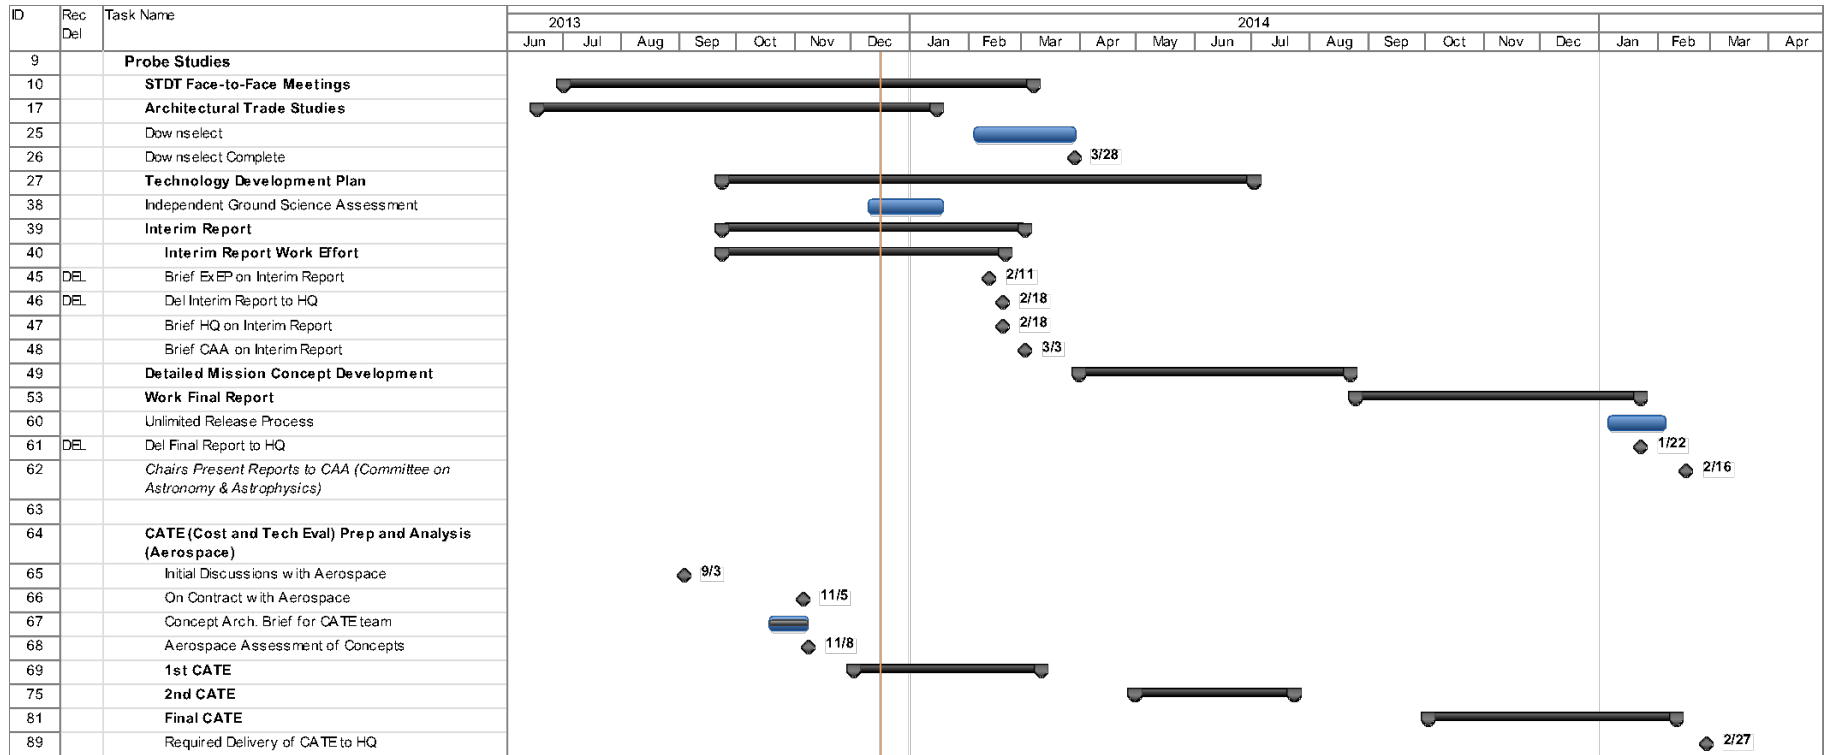 ID Rec Task Name
Del
2013 2014
Jun Jul Aug Sep Oct Nov Dec Jan Feb Mar Apr May Jun Jul Aug Sep Oct Nov Dec Jan Feb Mar Apr
9 Probe Studies
10 STDT Face-to-Face Meetings
17 Architectural Trade Studies
25 Downselect
26 Downselect Complete 3/28
27 Technology Development Plan
38 Independent Ground Science Assessment
39 Interim Report
40 Interim Report Work Effort
45 DEL Brief ExEP on Interim Report 2/11
46 DEL Del Interim Report to HQ 2/18
47 Brief HQ on Interim Report 2/18
48 Brief CAA on Interim Report 3/3
49 Detailed Mission Concept Development
53 Work Final Report
60 Unlimited Release Process
61 DEL Del Final Report to HQ 1/22
62 Chairs Present Reports to CAA (Committee on 2/16
Astronomy & Astrophysics)
63
64 CATE (Cost and Tech Eval) Prep and Analysis
(Aerospace)
65 Initial Discussions with Aerospace 9/3
66 On Contract with Aerospace 11/5
67 Concept Arch. Brief for CATE team
68 Aerospace Assessment of Concepts 11/8
69 1st CATE
75 2nd CATE
81 Final CATE
89 Required Delivery of CATE to HQ 2/27